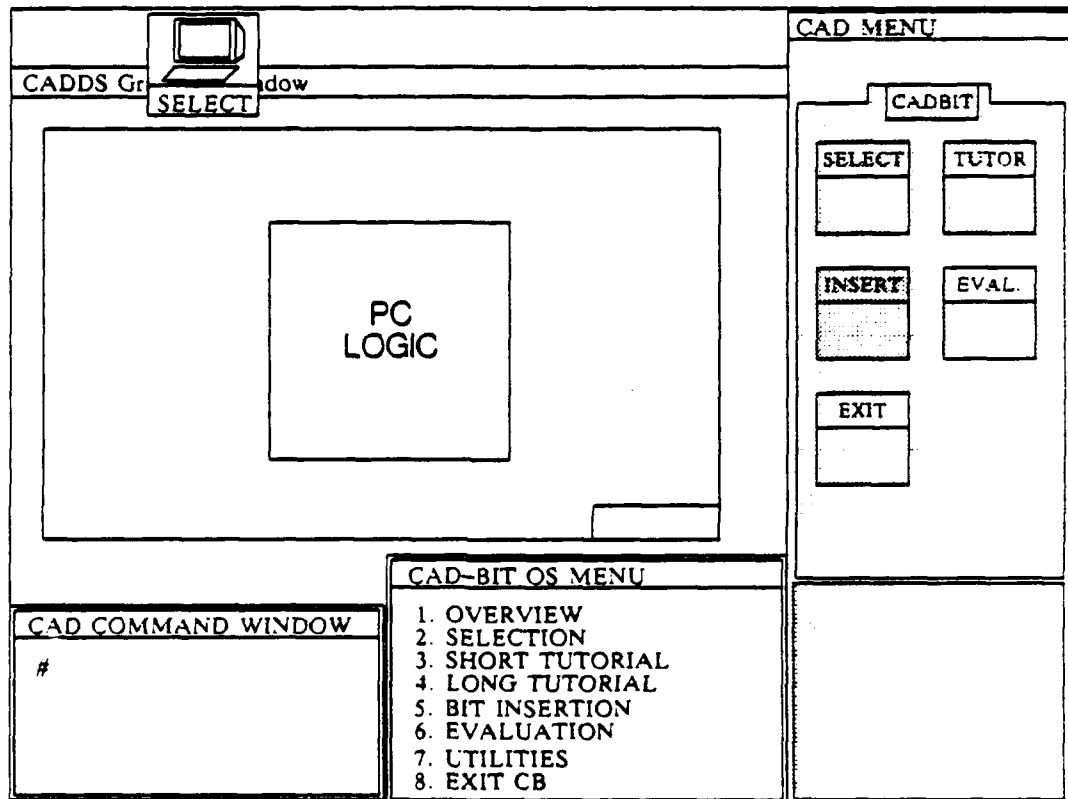 CAD MENU
CADDS Gr dow
SELECT
CADBIT
SELECT TUTOR
PC
LOGIC
INSERT EVAL.
EXIT
CAD-BIT OS MENU
1. OVERVIEW
2. SELECTION
3. SHORT TUTORIAL
4. LONG TUTORIAL
5. BIT INSERTION
6. EVALUATION
7. UTILITIES
8. EXIT CB
CAD COMMAND WINDOW
#